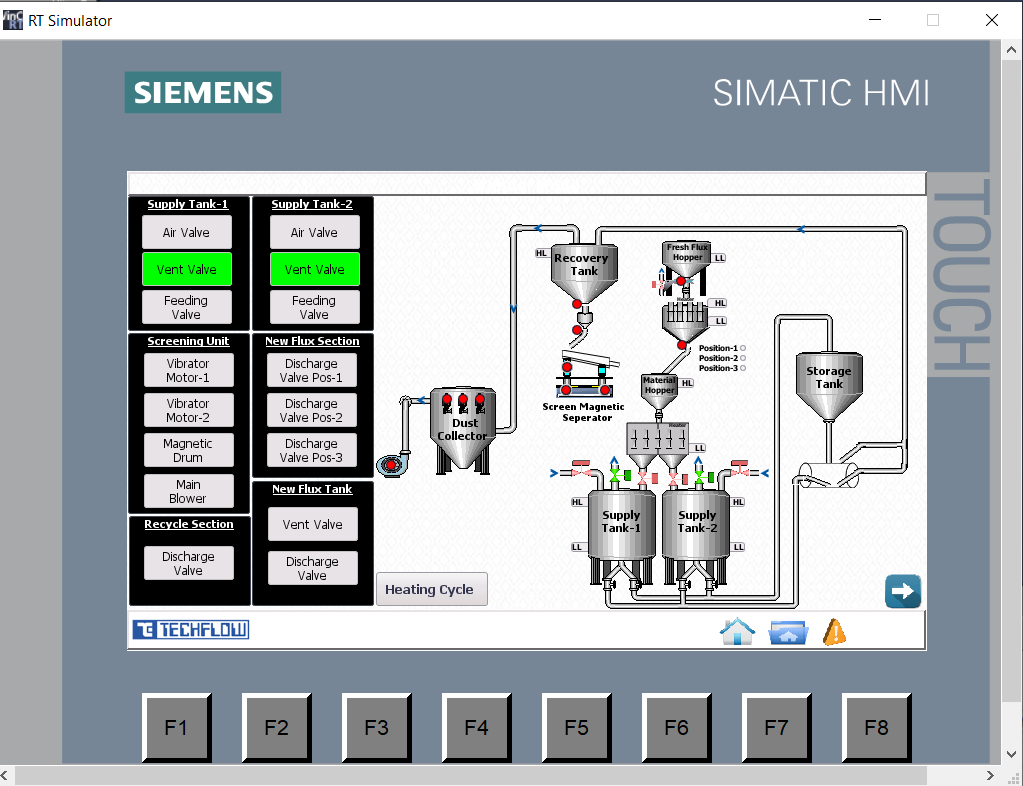 RT Simulator
SIEMENS
SIMATIC HMI
TOUCH
Supply Tank-1
Air Valve
Vent Valve
Feeding
Valve
Supply Tank-2
Air Valve
Vent Valve
Feeding
Valve
Screening Unit
Vibrator
Motor-1
Vibrator
Motor-2
Magnetic
Drum
Main
Blower
New Flux Section
Discharge
Valve Pos-1
Discharge
Valve Pos-2
Discharge
Valve Pos-3
Recycle Section
Discharge
Valve
New Flux Tank
Vent Valve
Discharge
Valve
Heating Cycle
HL
Recovery
Tank
Fresh Flux
Hopper
LL
Heater
HL
LL
Position-1
Position-2
Position-3
Storage
Tank
Material
Hopper
HL
Screen Magnetic
Seperator
Dust
Collector
Heater
LL
HL
Supply
Tank-1
LL
Supply
Tank-2
HL
LL
TECHFLOW
F1
F2
F3
F4
F5
F6
F7
F8